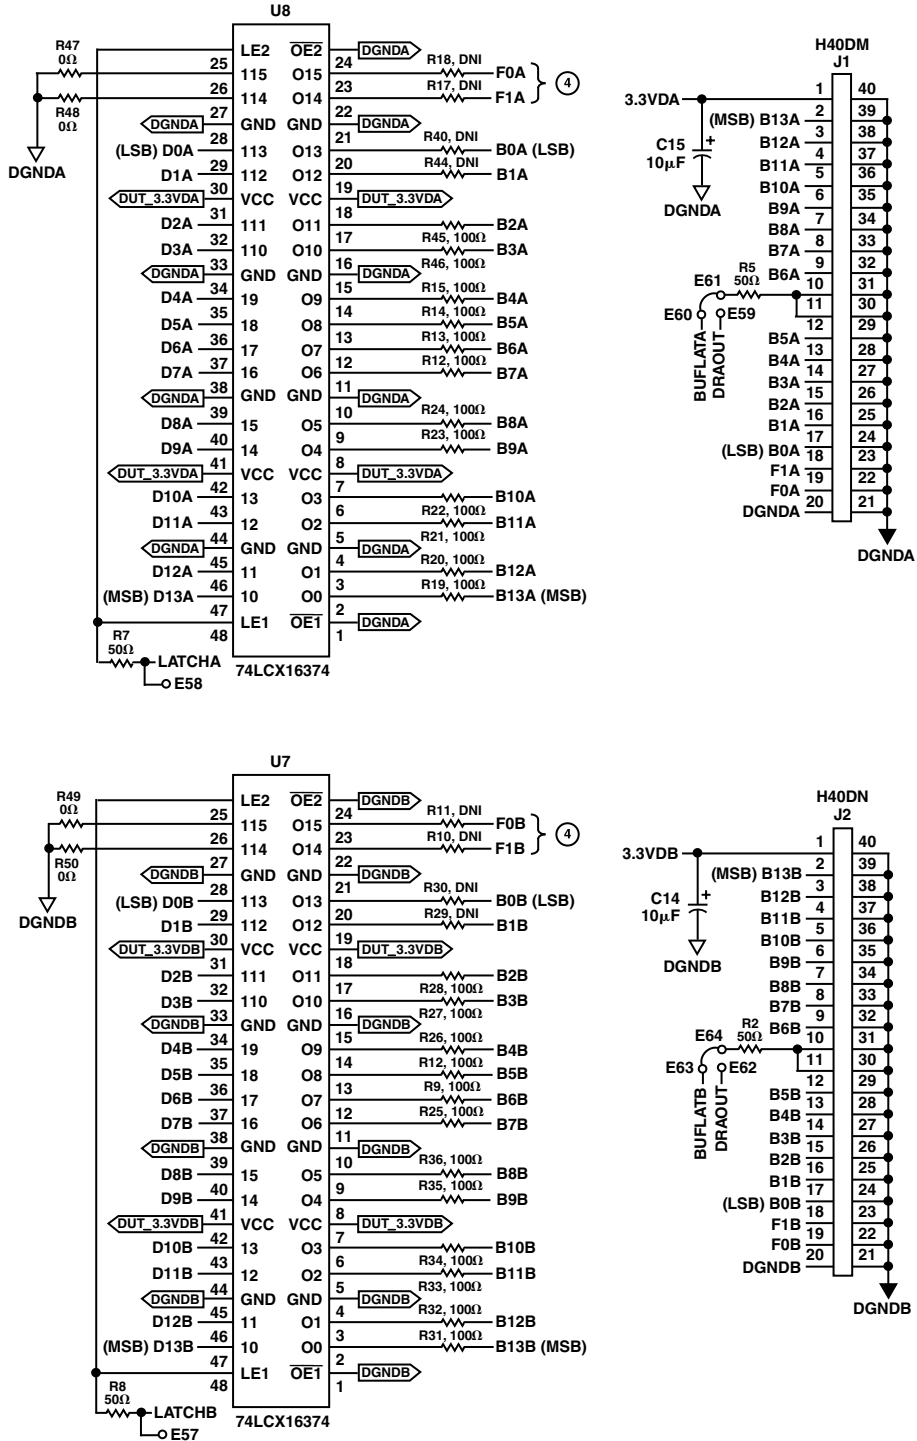 U8
R47
0Ω
R48
0Ω
DGNDA
LE2 OE2 DGNDA
25 24 R18, DNI
115 O15 F0A
26 23 R17, DNI
114 O14 F1A
4
27 22
DGNDA GND GND DGNDA
28 21 R40, DNI
(LSB) D0A 113 O13 B0A (LSB)
29 20 R44, DNI
D1A 112 O12 B1A
30 19
DUT_3.3VDA VCC VCC DUT_3.3VDA
31 18
D2A 111 O11 B2A
32 17 R45, 100Ω
D3A 110 O10 B3A
33 16 R46, 100Ω
DGNDA GND GND DGNDA
34 15 R15, 100Ω
D4A 19 O9 B4A
35 14 R14, 100Ω
D5A 18 O8 B5A
36 13 R13, 100Ω
D6A 17 O7 B6A
37 12 R12, 100Ω
D7A 16 O6 B7A
38 11
DGNDA GND GND DGNDA
39 10 R24, 100Ω
D8A 15 O5 B8A
40 9 R23, 100Ω
D9A 14 O4 B9A
41 8
DUT_3.3VDA VCC VCC DUT_3.3VDA
42 7
D10A 13 O3 B10A
43 6 R22, 100Ω
D11A 12 O2 B11A
44 5 R21, 100Ω
DGNDA GND GND DGNDA
45 4 R20, 100Ω
D12A 11 O1 B12A
46 3 R19, 100Ω
(MSB) D13A 10 O0 B13A (MSB)
47 2
LE1 OE1 DGNDA
48 1
R7
50Ω
LATCHA
E58
74LCX16374
H40DM
J1
3.3VDA 1 40
(MSB) B13A 2 39
B12A 3 38
C15
10µF
DGNDA
B11A 4 37
B10A 5 36
B9A 6 35
B8A 7 34
B7A 8 33
B6A 9 32
E61 R5
50Ω
10 31
E60 E59
BUFLATA
DRAOUT
11 30
12 29
B5A
13 28
B4A
14 27
B3A
15 26
B2A
16 25
B1A
17 24
(LSB) B0A
18 23
F1A
19 22
F0A
20 21
DGNDA
DGNDA
U7
R49
0Ω
R50
0Ω
DGNDB
LE2 OE2 DGNDB
25 24 R11, DNI
115 O15 F0B
26 23 R10, DNI
114 O14 F1B
4
27 22
DGNDB GND GND DGNDB
28 21 R30, DNI
(LSB) D0B 113 O13 B0B (LSB)
29 20 R29, DNI
D1B 112 O12 B1B
30 19
DUT_3.3VDB VCC VCC DUT_3.3VDB
31 18
D2B 111 O11 B2B
32 17 R28, 100Ω
D3B 110 O10 B3B
33 16 R27, 100Ω
DGNDB GND GND DGNDB
34 15 R26, 100Ω
D4B 19 O9 B4B
35 14 R12, 100Ω
D5B 18 O8 B5B
36 13 R9, 100Ω
D6B 17 O7 B6B
37 12 R25, 100Ω
D7B 16 O6 B7B
38 11
DGNDB GND GND DGNDB
39 10 R36, 100Ω
D8B 15 O5 B8B
40 9 R35, 100Ω
D9B 14 O4 B9B
41 8
DUT_3.3VDB VCC VCC DUT_3.3VDB
42 7
D10B 13 O3 B10B
43 6 R34, 100Ω
D11B 12 O2 B11B
44 5 R33, 100Ω
DGNDB GND GND DGNDB
45 4 R32, 100Ω
D12B 11 O1 B12B
46 3 R31, 100Ω
(MSB) D13B 10 O0 B13B (MSB)
47 2
LE1 OE1 DGNDB
48 1
R8
50Ω
LATCHB
E57
74LCX16374
H40DN
J2
3.3VDB 1 40
(MSB) B13B 2 39
B12B 3 38
C14
10µF
DGNDB
B11B 4 37
B10B 5 36
B9B 6 35
B8B 7 34
B7B 8 33
B6B 9 32
E64 R2
50Ω
10 31
E63 E62
BUFLATB
DRAOUT
11 30
12 29
B5B
13 28
B4B
14 27
B3B
15 26
B2B
16 25
B1B
17 24
(LSB) B0B
18 23
F1B
19 22
F0B
20 21
DGNDB
DGNDB